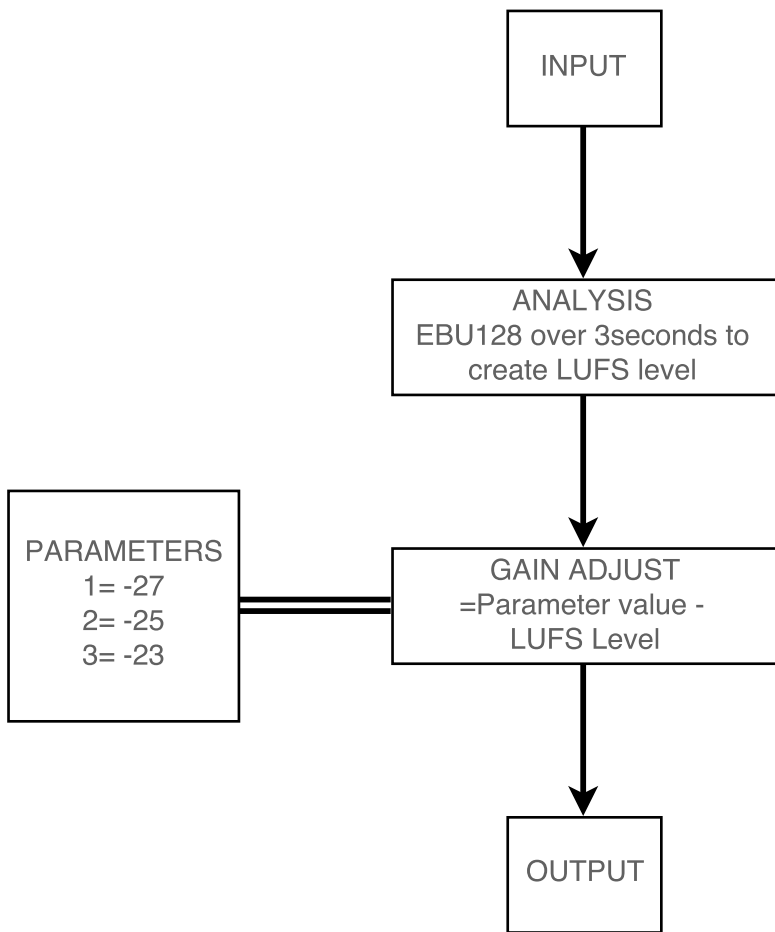 INPUT
ANALYSIS
EBU128 over 3seconds to
create LUFS level
PARAMETERS
1= -27
2= -25
3= -23
GAIN ADJUST
=Parameter value -
LUFS Level
OUTPUT